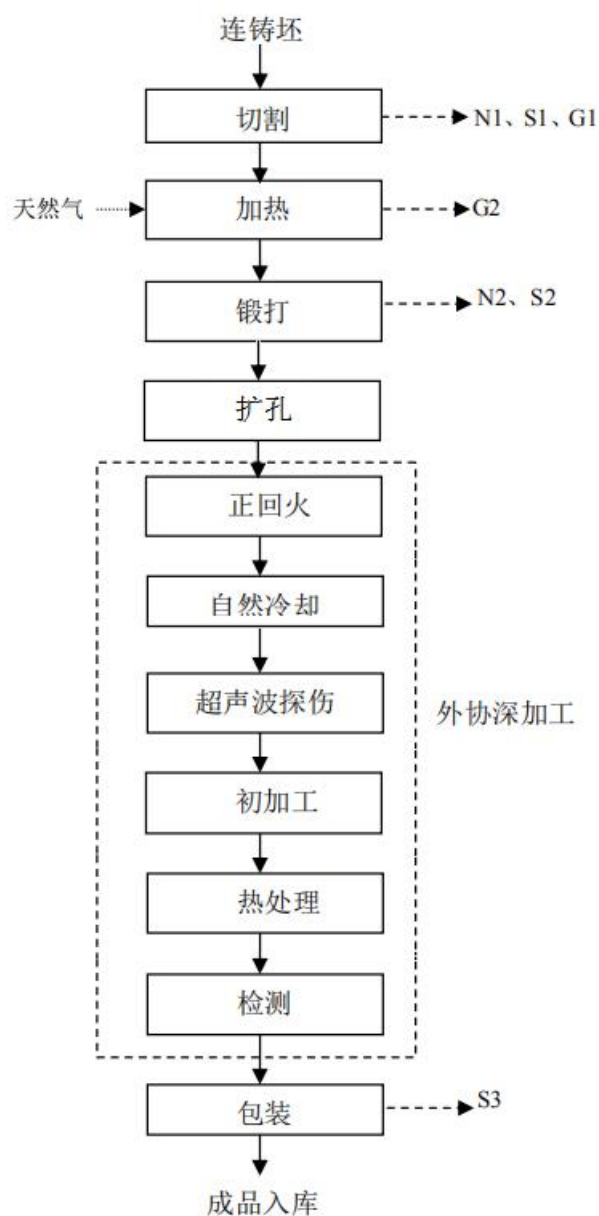 连铸坯
切割
N1、S1、G1
天然气
加热
G2
锻打
N2、S2
扩孔
正回火
自然冷却
超声波探伤
外协深加工
初加工
热处理
检测
包装
S3
成品入库